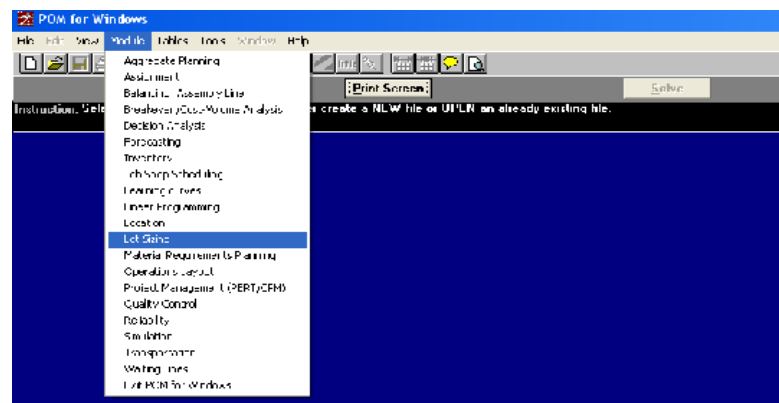 POM for Windows
File Edit View Module Tables Tools Window Help
Print Screen Solve
Instruction: Sele er create a NEW file or OPEN an already existing file.
Aggregate Planning
Assignment
Balancing Assembly Line
Breakeven/Cost-Volume Analysis
Decision Analysis
Forecasting
Inventory
Job Shop Scheduling
Learning Curves
Linear Programming
Location
Lot Sizing
Material Requirements Planning
Operations Layout
Project Management (PERT/CPM)
Quality Control
Reliability
Simulation
Transportation
Waiting Lines
Exit POM for Windows